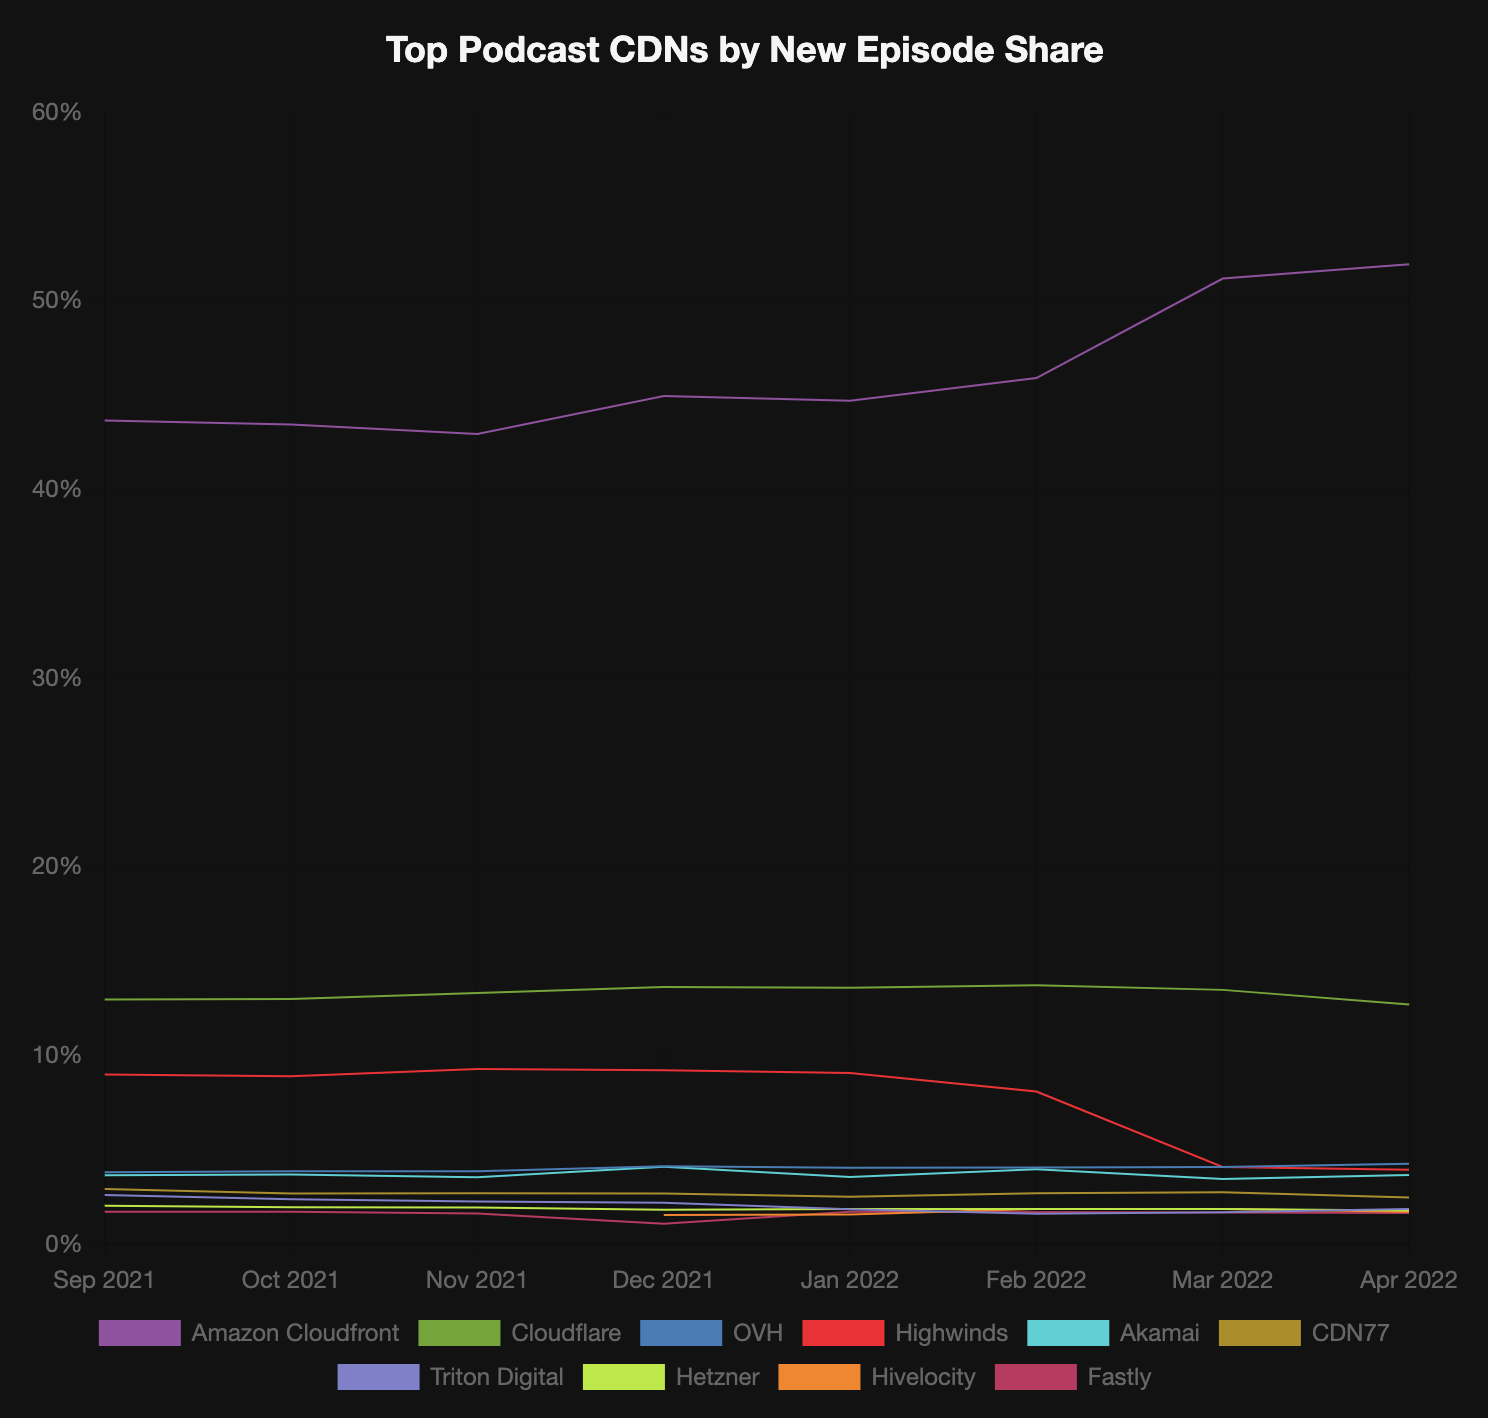 Top Podcast CDNs by New Episode Share
60%
50%
40%
30%
20%
10%
0%
Sep 2021 Oct 2021 Nov 2021 Dec 2021 Jan 2022 Feb 2022 Mar 2022 Apr 2022
Amazon Cloudfront Cloudflare OVH Highwinds Akamai CDN77
Triton Digital Hetzner Hivelocity Fastly